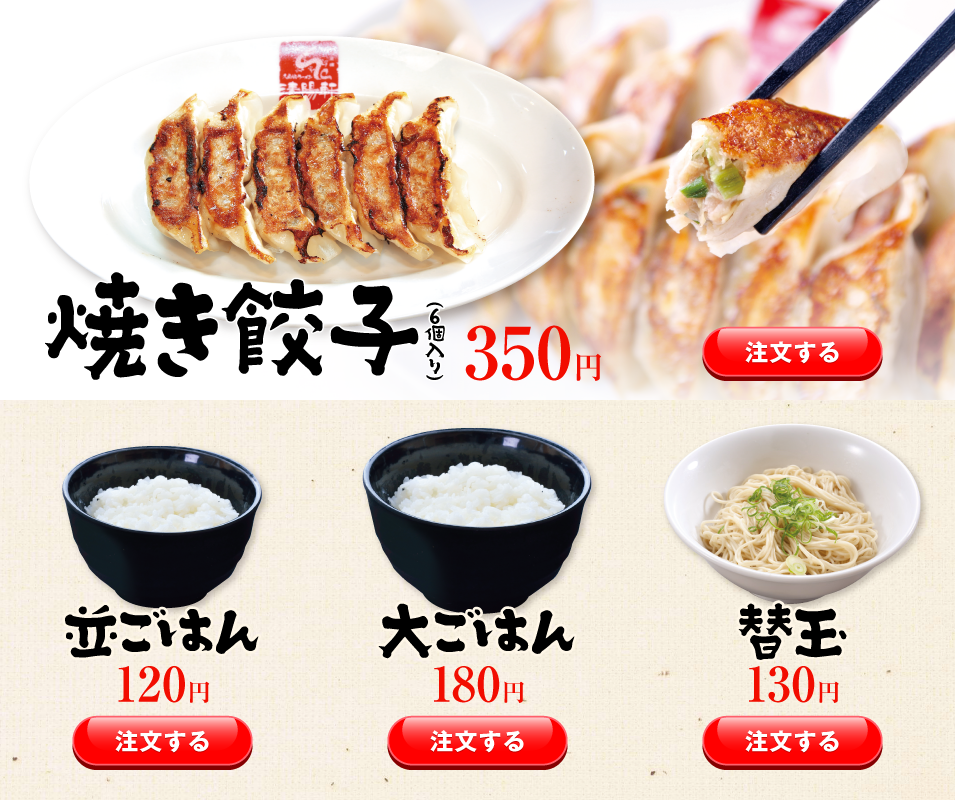 焼き餃子
(6個入り)
350円
注文する
並ごはん
120円
注文する
大ごはん
180円
注文する
替玉
130円
注文する